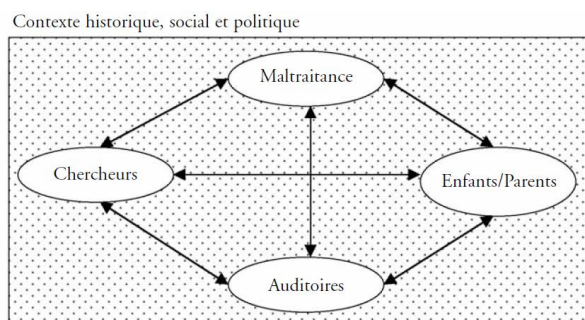 Contexte historique, social et politique
Maltraitance
Chercheurs
Enfants/Parents
Auditoires